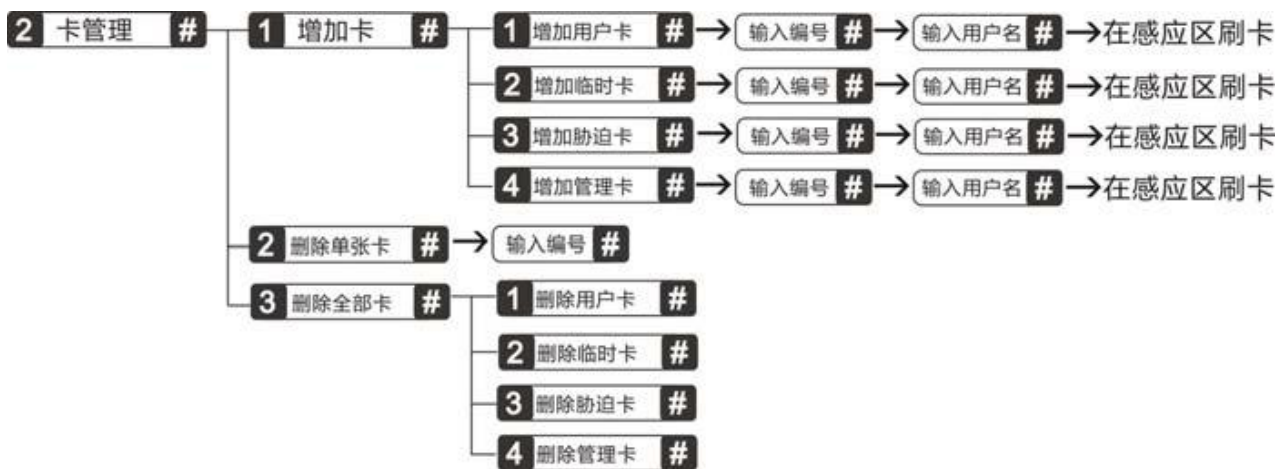 2 卡管理 # 1 增加卡 # 1 增加用户卡 # → 输入编号 # → 输入用户名 # → 在感应区刷卡
2 增加临时卡 # → 输入编号 # → 输入用户名 # → 在感应区刷卡
3 增加胁迫卡 # → 输入编号 # → 输入用户名 # → 在感应区刷卡
4 增加管理卡 # → 输入编号 # → 输入用户名 # → 在感应区刷卡
2 删除单张卡 # → 输入编号 #
3 删除全部卡 # 1 删除用户卡 #
2 删除临时卡 #
3 删除胁迫卡 #
4 删除管理卡 #